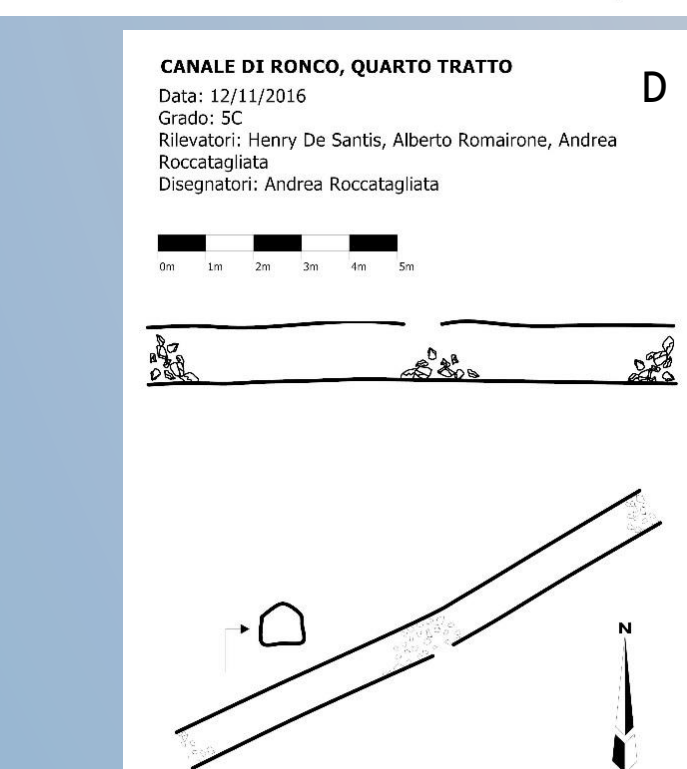 CANALE DI RONCO, QUARTO TRATTO
D
Data: 12/11/2016
Grado: 5C
Rilevatori: Henry De Santis, Alberto Romairone, Andrea
Roccatagliata
Disegnatori: Andrea Roccatagliata
0m 1m 2m 3m 4m 5m
N